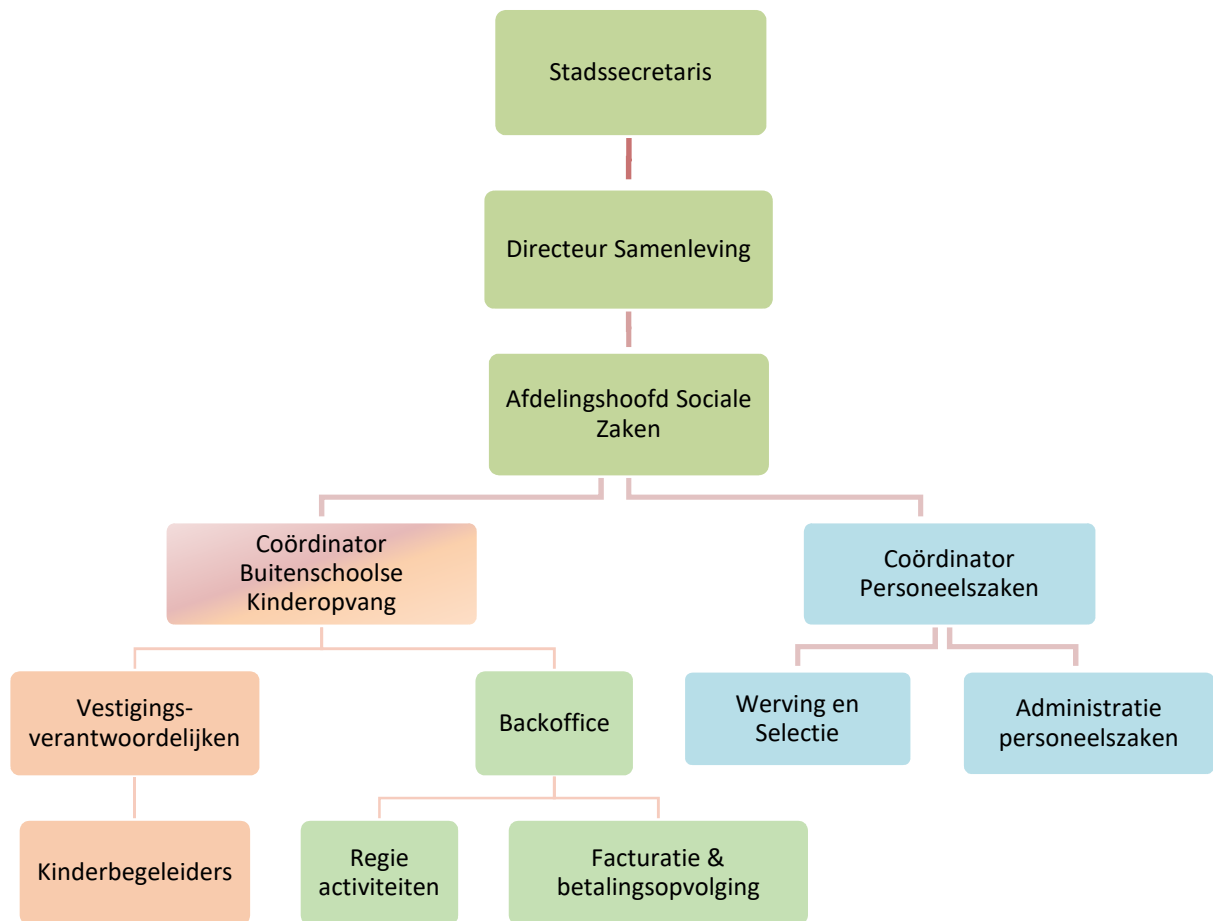 Stadssecretaris
Directeur Samenleving
Afdelingshoofd Sociale
Zaken
Coördinator
Buitenschoolse
Kinderopvang
Coördinator
Personeelszaken
Vestigings-
verantwoordelijken
Backoffice
Werving en
Selectie
Administratie
personeelszaken
Kinderbegeleiders
Regie
activiteiten
Facturatie &
betalingsopvolging